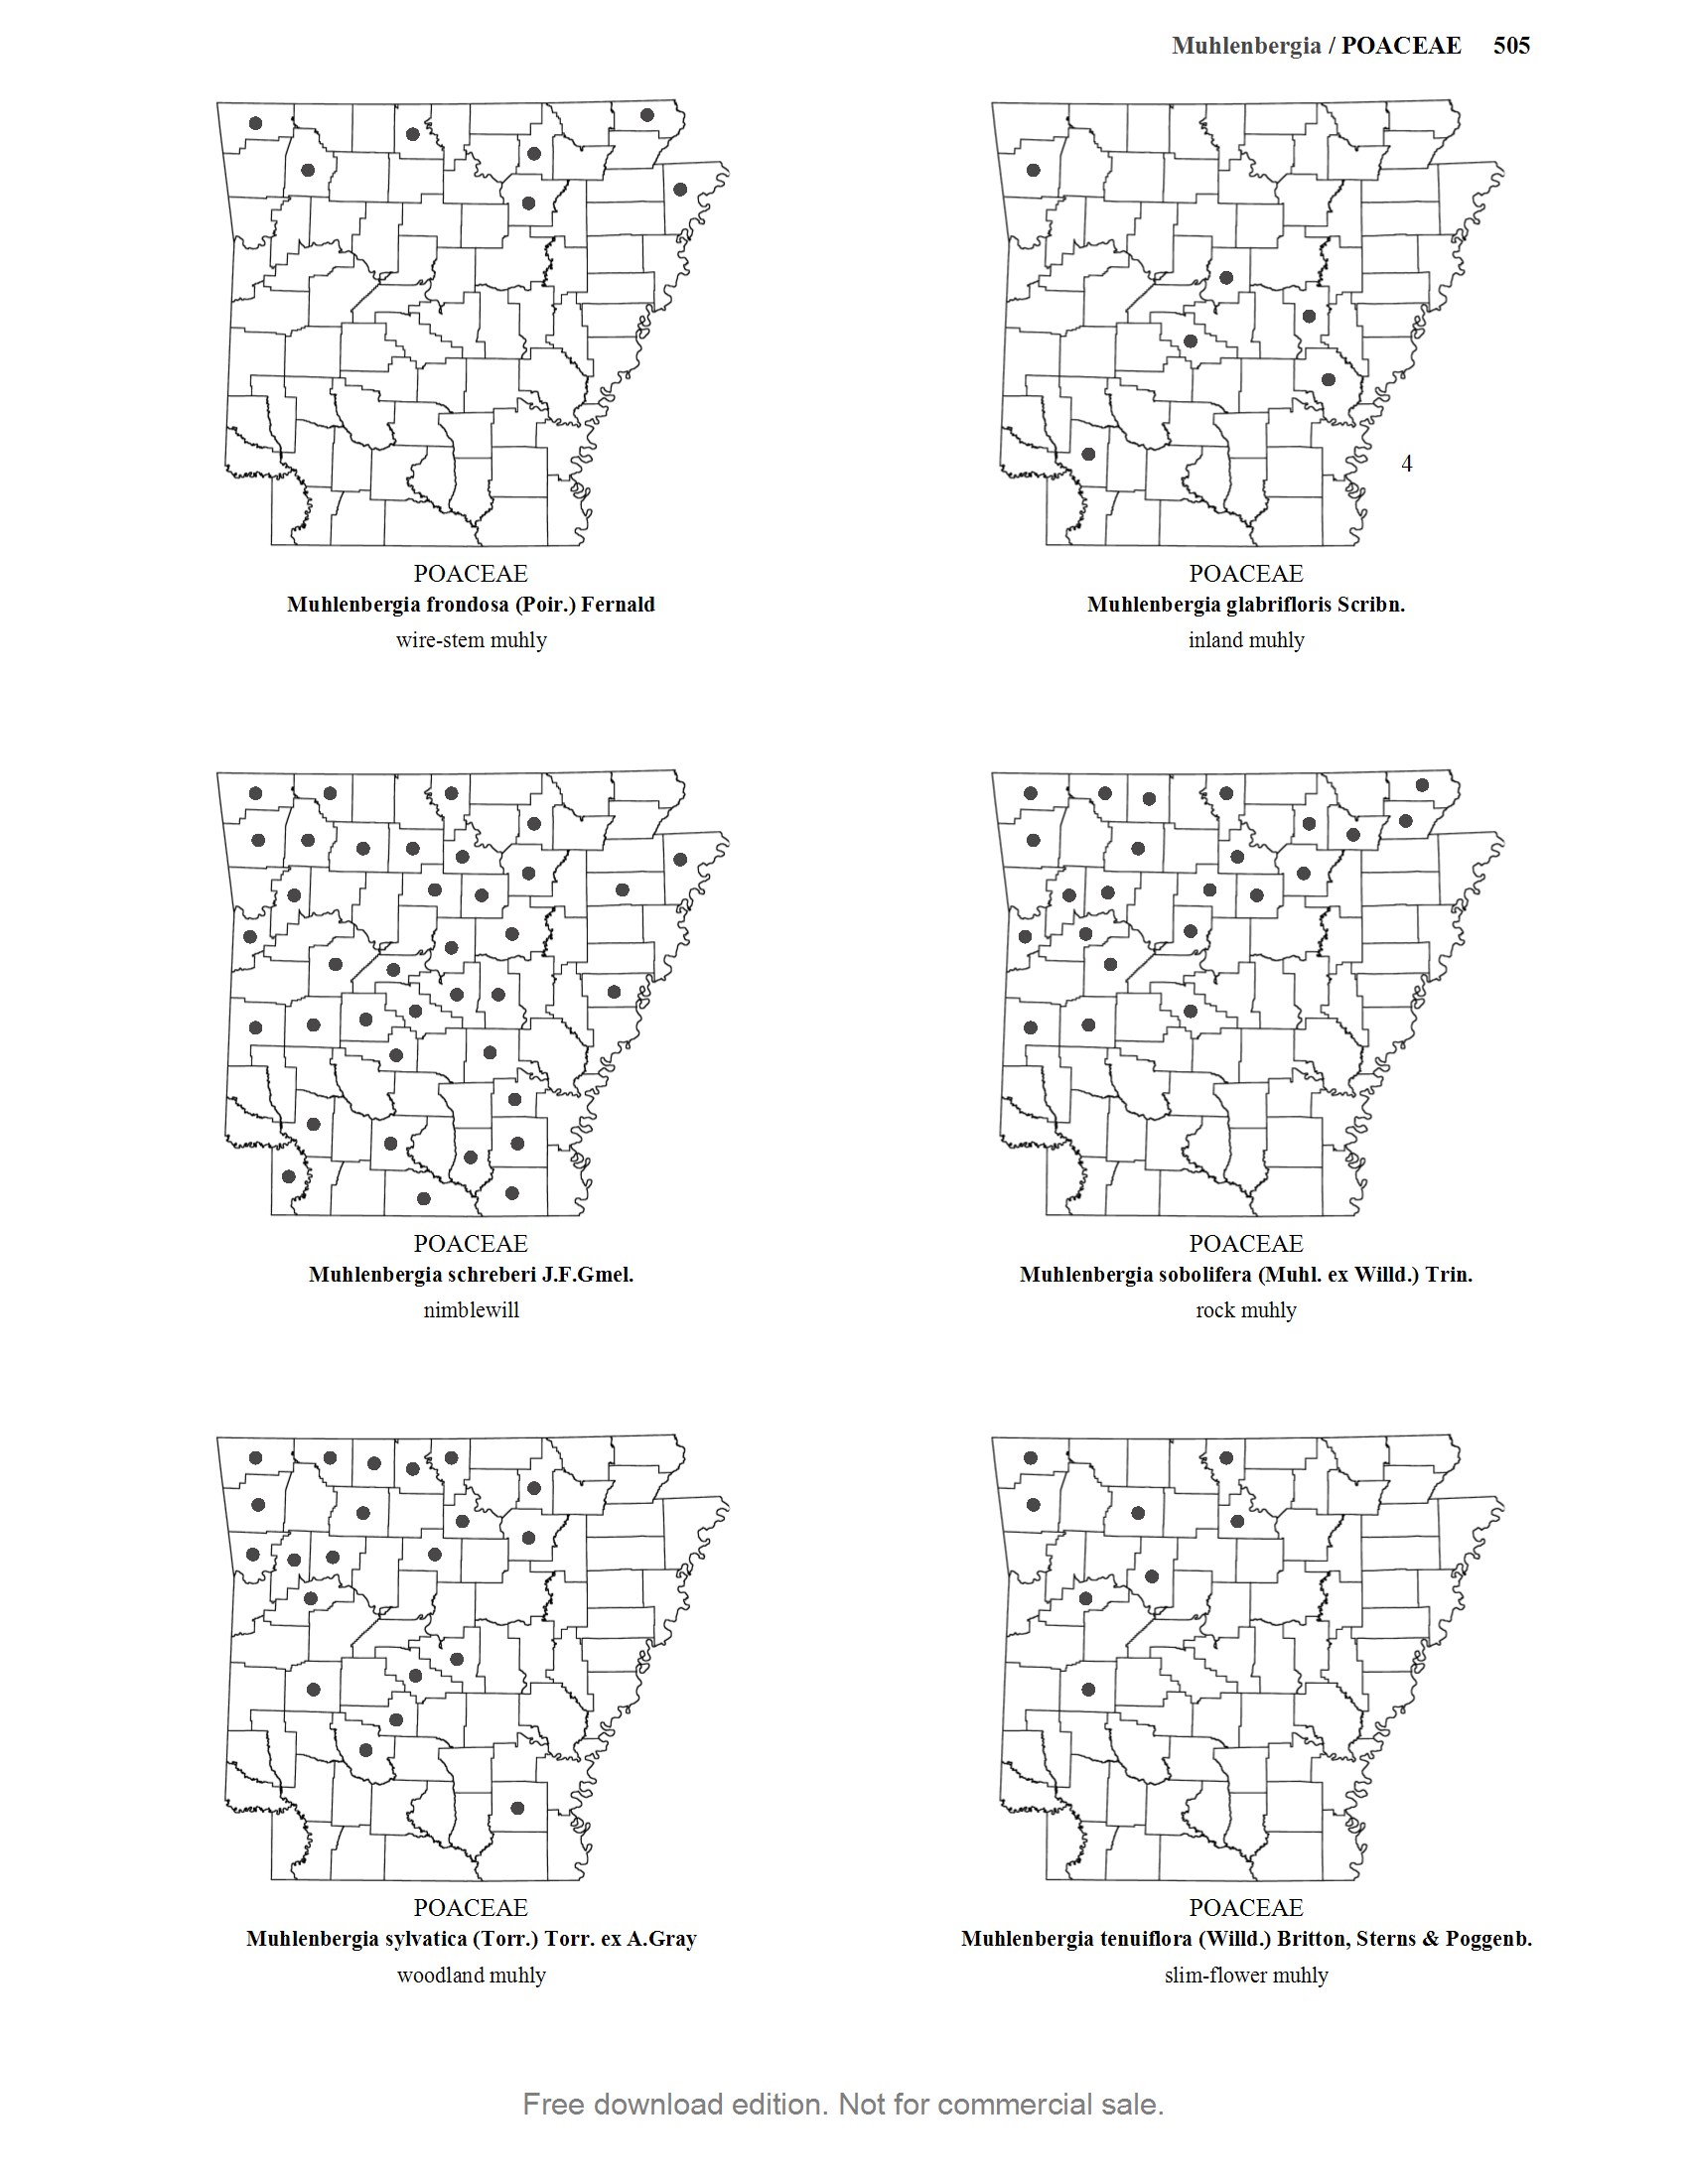 Muhlenbergia / POACEAE 505
4
POACEAE
Muhlenbergia frondosa (Poir.) Fernald
wire-stem muhly
POACEAE
Muhlenbergia glabrifloris Scribn.
inland muhly
POACEAE
Muhlenbergia schreberi J.F.Gmel.
nimblewill
POACEAE
Muhlenbergia sobolifera (Muhl. ex Willd.) Trin.
rock muhly
POACEAE
Muhlenbergia sylvatica (Torr.) Torr. ex A.Gray
woodland muhly
POACEAE
Muhlenbergia tenuiflora (Willd.) Britton, Sterns & Poggenb.
slim-flower muhly
Free download edition. Not for commercial sale.